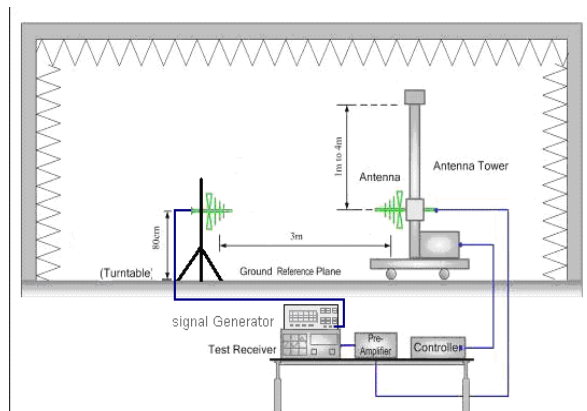 1m to 4m
Antenna Tower
Antenna
80cm
3m
(Turntable)
Ground Reference Plane
signal Generator
Test Receiver
Pre-
Amplifier
Controller